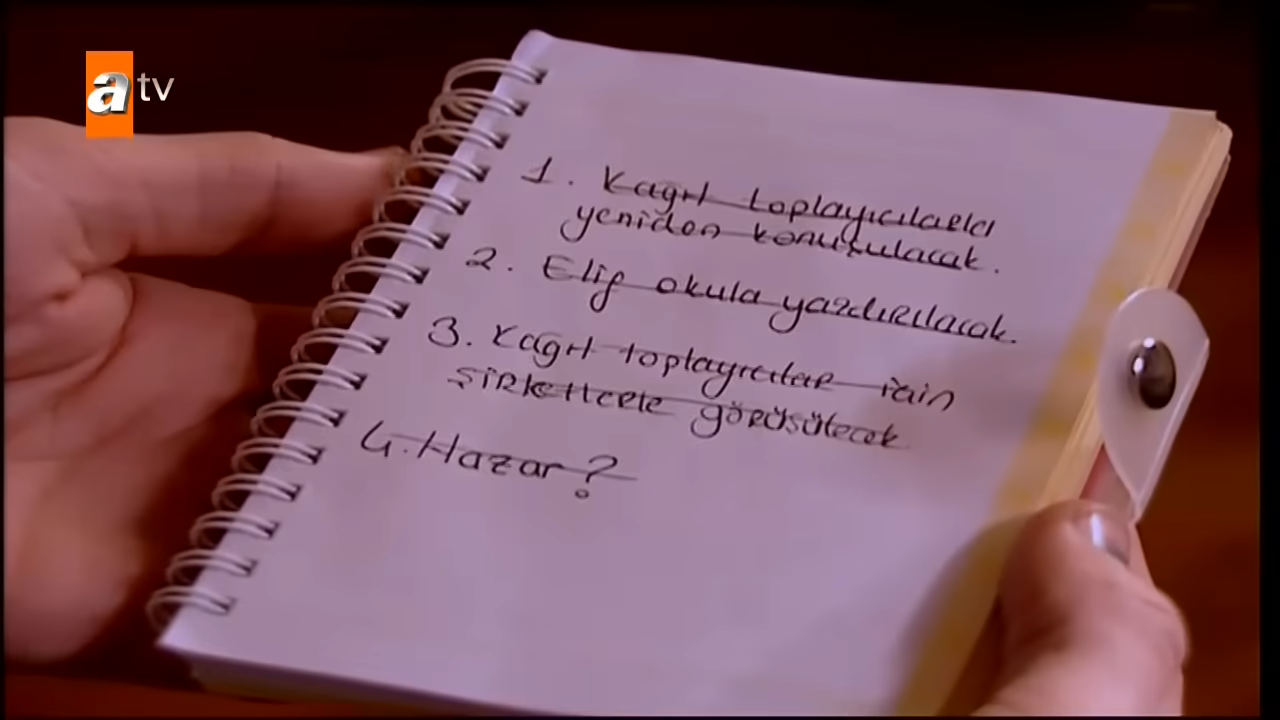 atv
1. Kağıt toplayıcılarla
yeniden konuşulacak.
2. Elif okula yazdırılacak.
3. Kağıt toplayıcılar için
şirketlerle görüşülecek
4. Hazar?